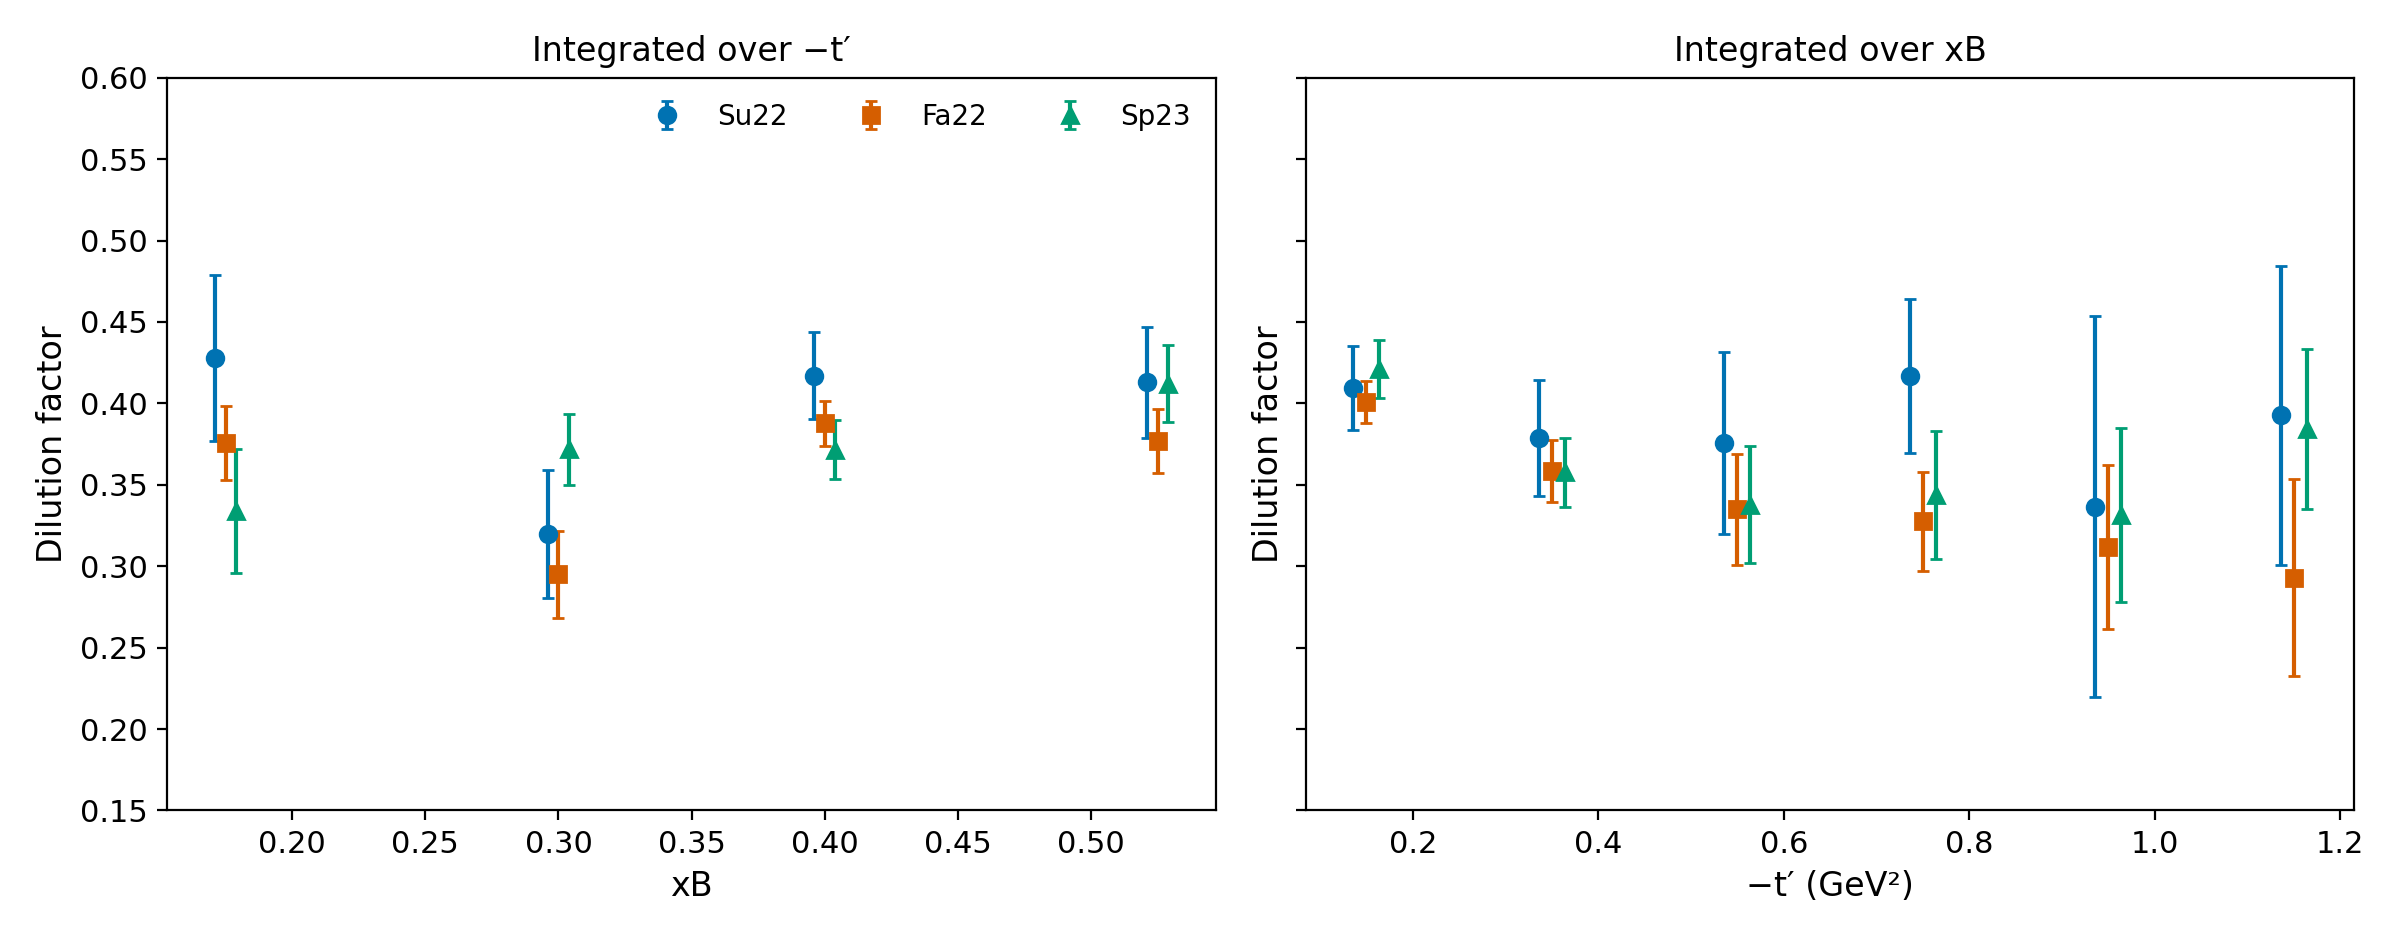 Integrated over −t′
Integrated over xB
Su22 Fa22 Sp23
Dilution factor
0.60
0.55
0.50
0.45
0.40
0.35
0.30
0.25
0.20
0.15
0.20 0.25 0.30 0.35 0.40 0.45 0.50
xB
Dilution factor
0.2 0.4 0.6 0.8 1.0 1.2
−t′ (GeV²)